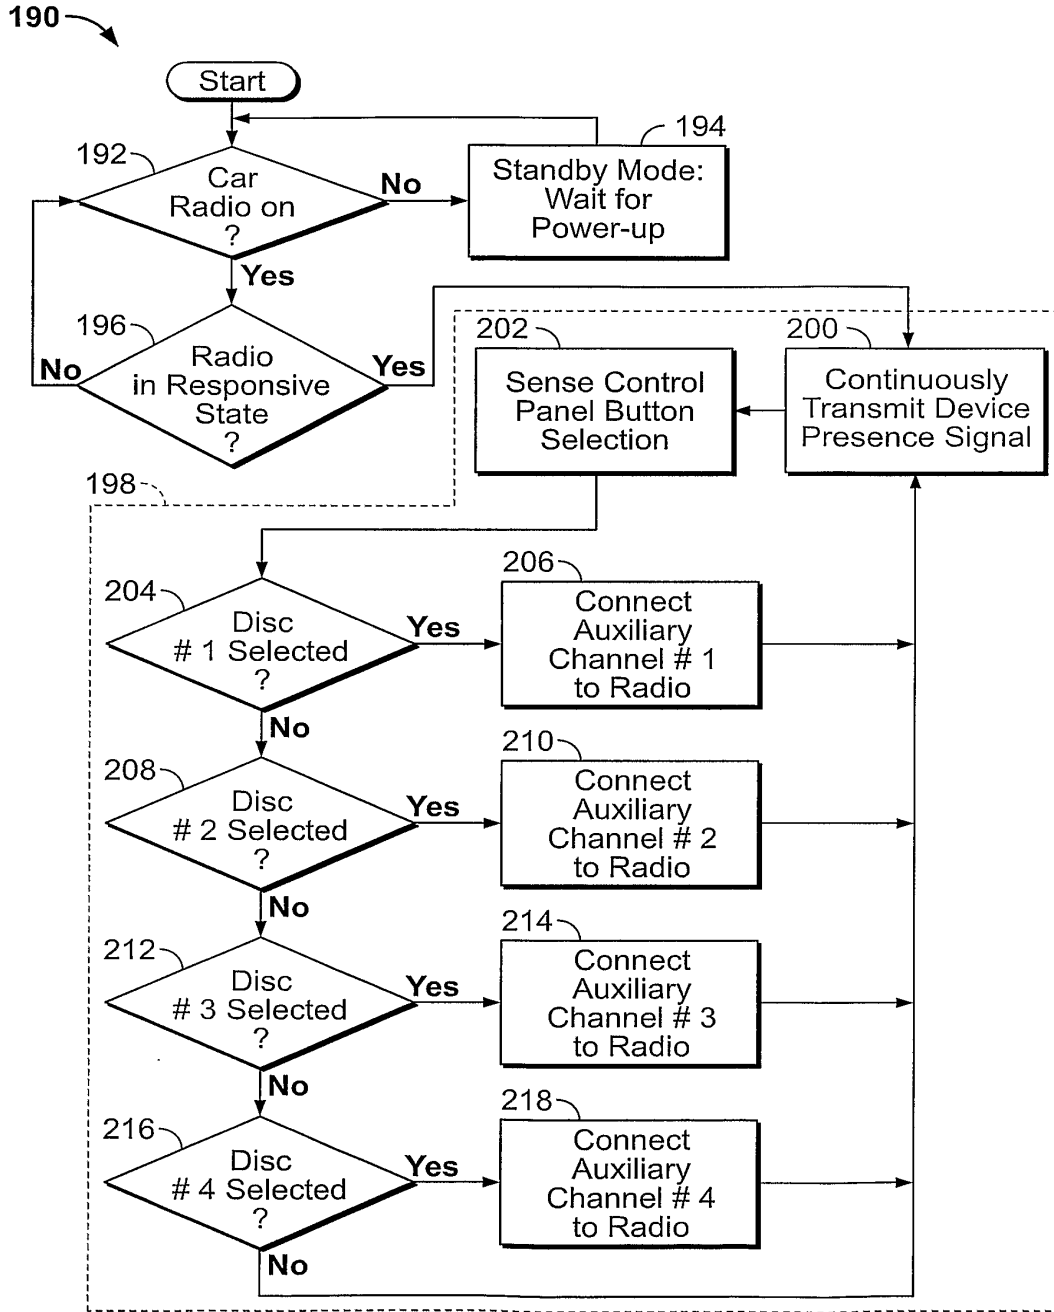 190
Start
192
Car
Radio on
?
No
194
Standby Mode:
Wait for
Power-up
Yes
196
Radio
in Responsive
State
?
No
Yes
202
Sense Control
Panel Button
Selection
200
Continuously
Transmit Device
Presence Signal
198
204
Disc
# 1 Selected
?
Yes
206
Connect
Auxiliary
Channel # 1
to Radio
No
208
Disc
# 2 Selected
?
Yes
210
Connect
Auxiliary
Channel # 2
to Radio
No
212
Disc
# 3 Selected
?
Yes
214
Connect
Auxiliary
Channel # 3
to Radio
No
216
Disc
# 4 Selected
?
Yes
218
Connect
Auxiliary
Channel # 4
to Radio
No